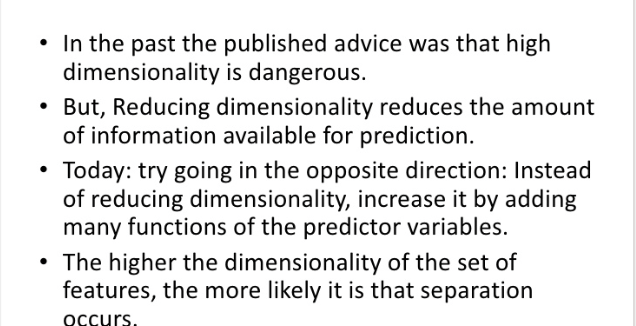 • In the past the published advice was that high
dimensionality is dangerous.
• But, Reducing dimensionality reduces the amount
of information available for prediction.
• Today: try going in the opposite direction: Instead
of reducing dimensionality, increase it by adding
many functions of the predictor variables.
• The higher the dimensionality of the set of
features, the more likely it is that separation
occurs.